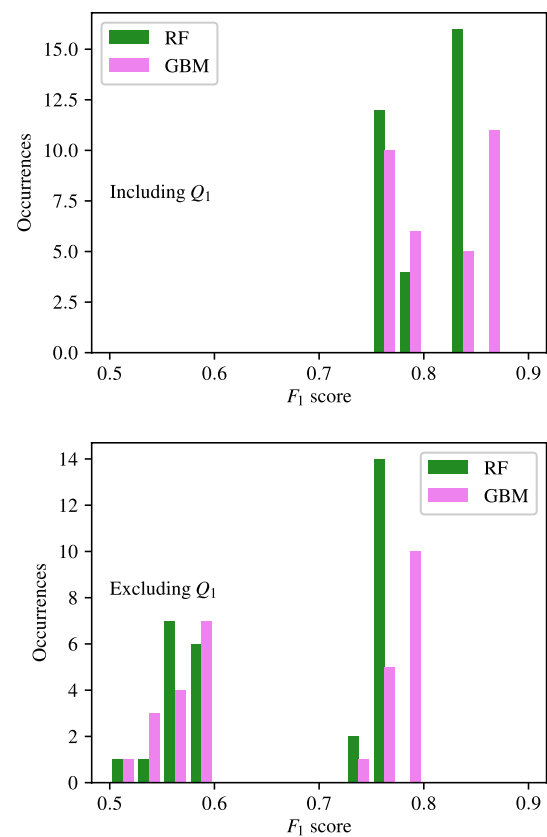 RF
GBM
15.0
12.5
10.0
7.5
5.0
2.5
0.0
Occurrences
Including Q₁
0.5 0.6 0.7 0.8 0.9
F₁ score
RF
GBM
14
12
10
8
6
4
2
0
Occurrences
Excluding Q₁
0.5 0.6 0.7 0.8 0.9
F₁ score